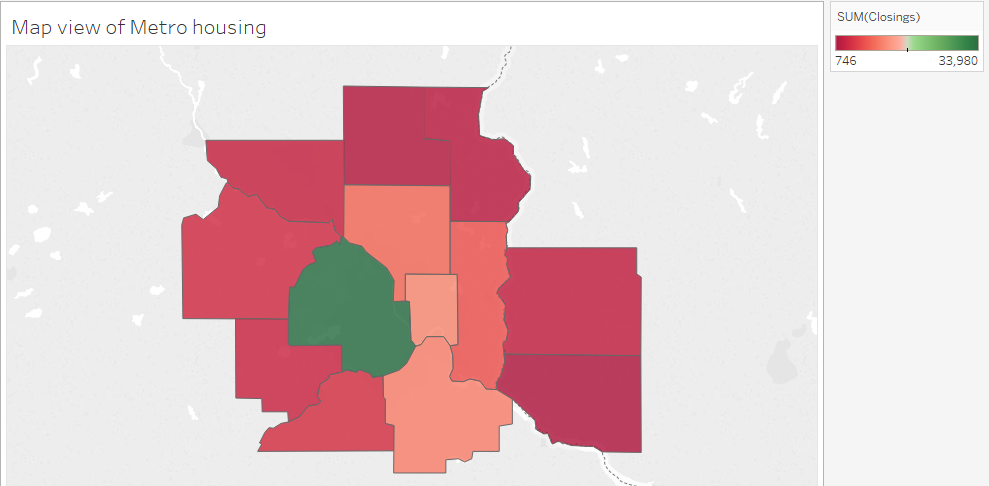 Map view of Metro housing
SUM(Closings)
746 33,980